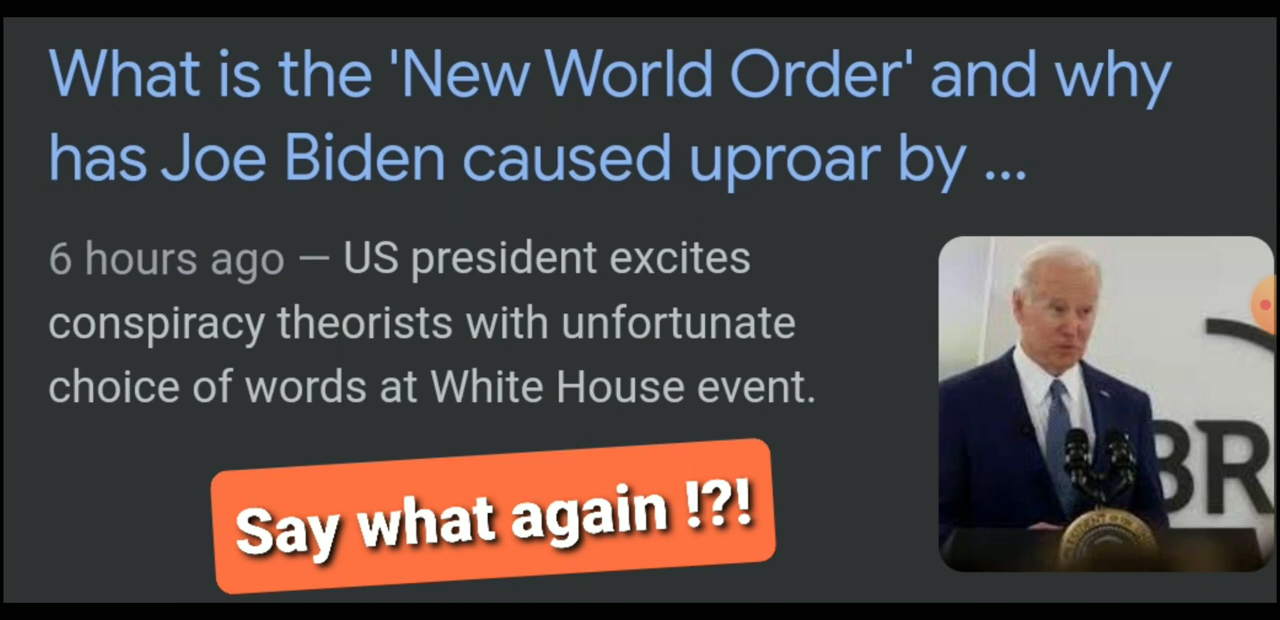 What is the 'New World Order' and why
has Joe Biden caused uproar by ...
6 hours ago — US president excites
conspiracy theorists with unfortunate
choice of words at White House event.
BR
Say what again !?!